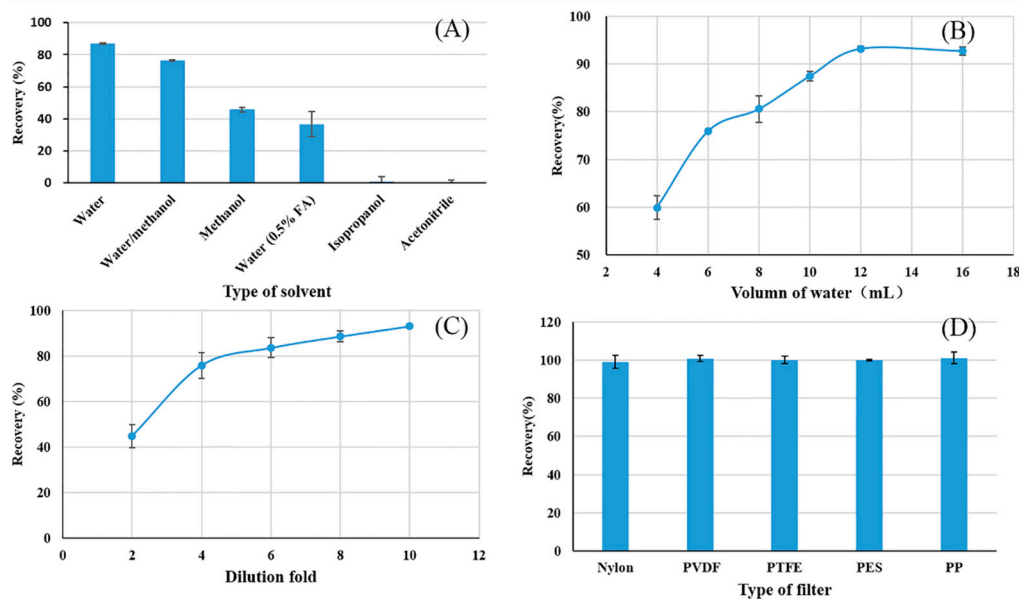 (A)
Recovery (%)
100
80
60
40
20
0
Water
Water/methanol
Methanol
Water (0.5% FA)
Isopropanol
Acetonitrile
Type of solvent
(B)
Recovery(%)
100
90
80
70
60
50
2 4 6 8 10 12 14 16 18
Volumn of water（mL）
(C)
Recovery (%)
100
80
60
40
20
0
0 2 4 6 8 10 12
Dilution fold
(D)
Recovery(%)
120
100
80
60
40
20
0
Nylon PVDF PTFE PES PP
Type of filter